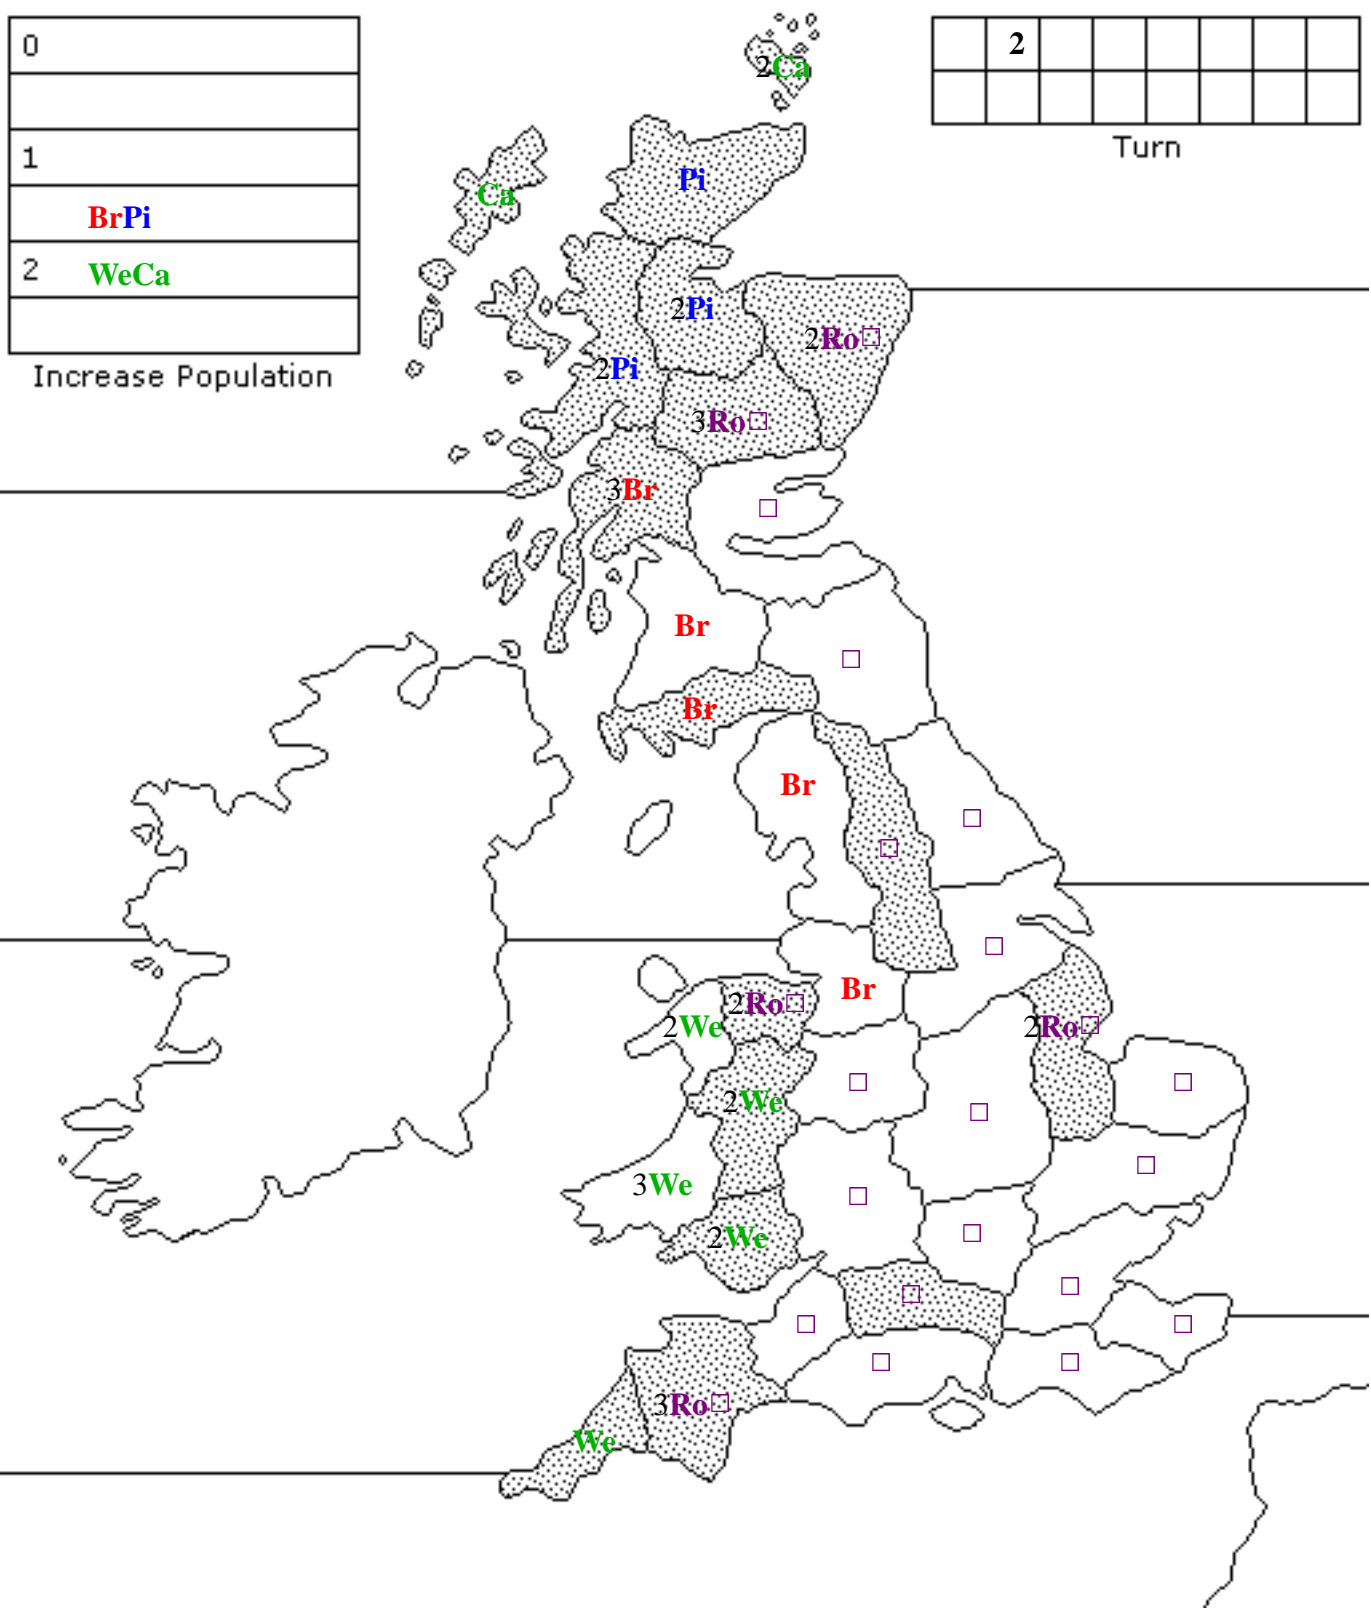 0
1
BrPi
2 WeCa
Increase Population
2
Turn
2Ca
Ca
Pi
2Pi
2Ro
2Pi
3Ro
3Br
Br
Br
Br
Br
2Ro
2We
2Ro
2We
3We
2We
3Ro
We